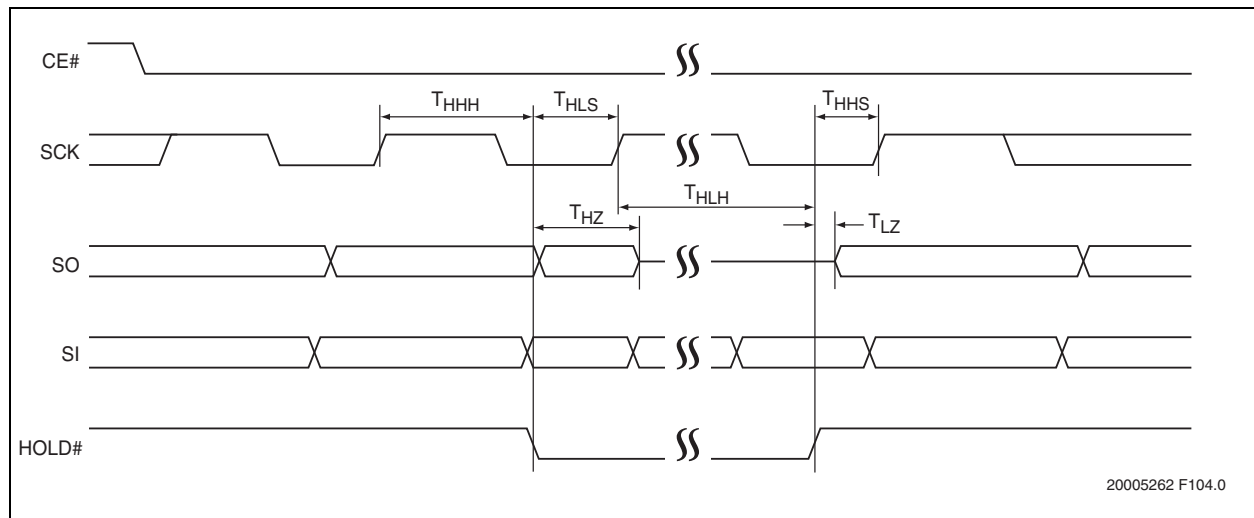 CE#
THHH THLS THHS
SCK
THLH
THZ TLZ
SO
SI
HOLD#
20005262 F104.0